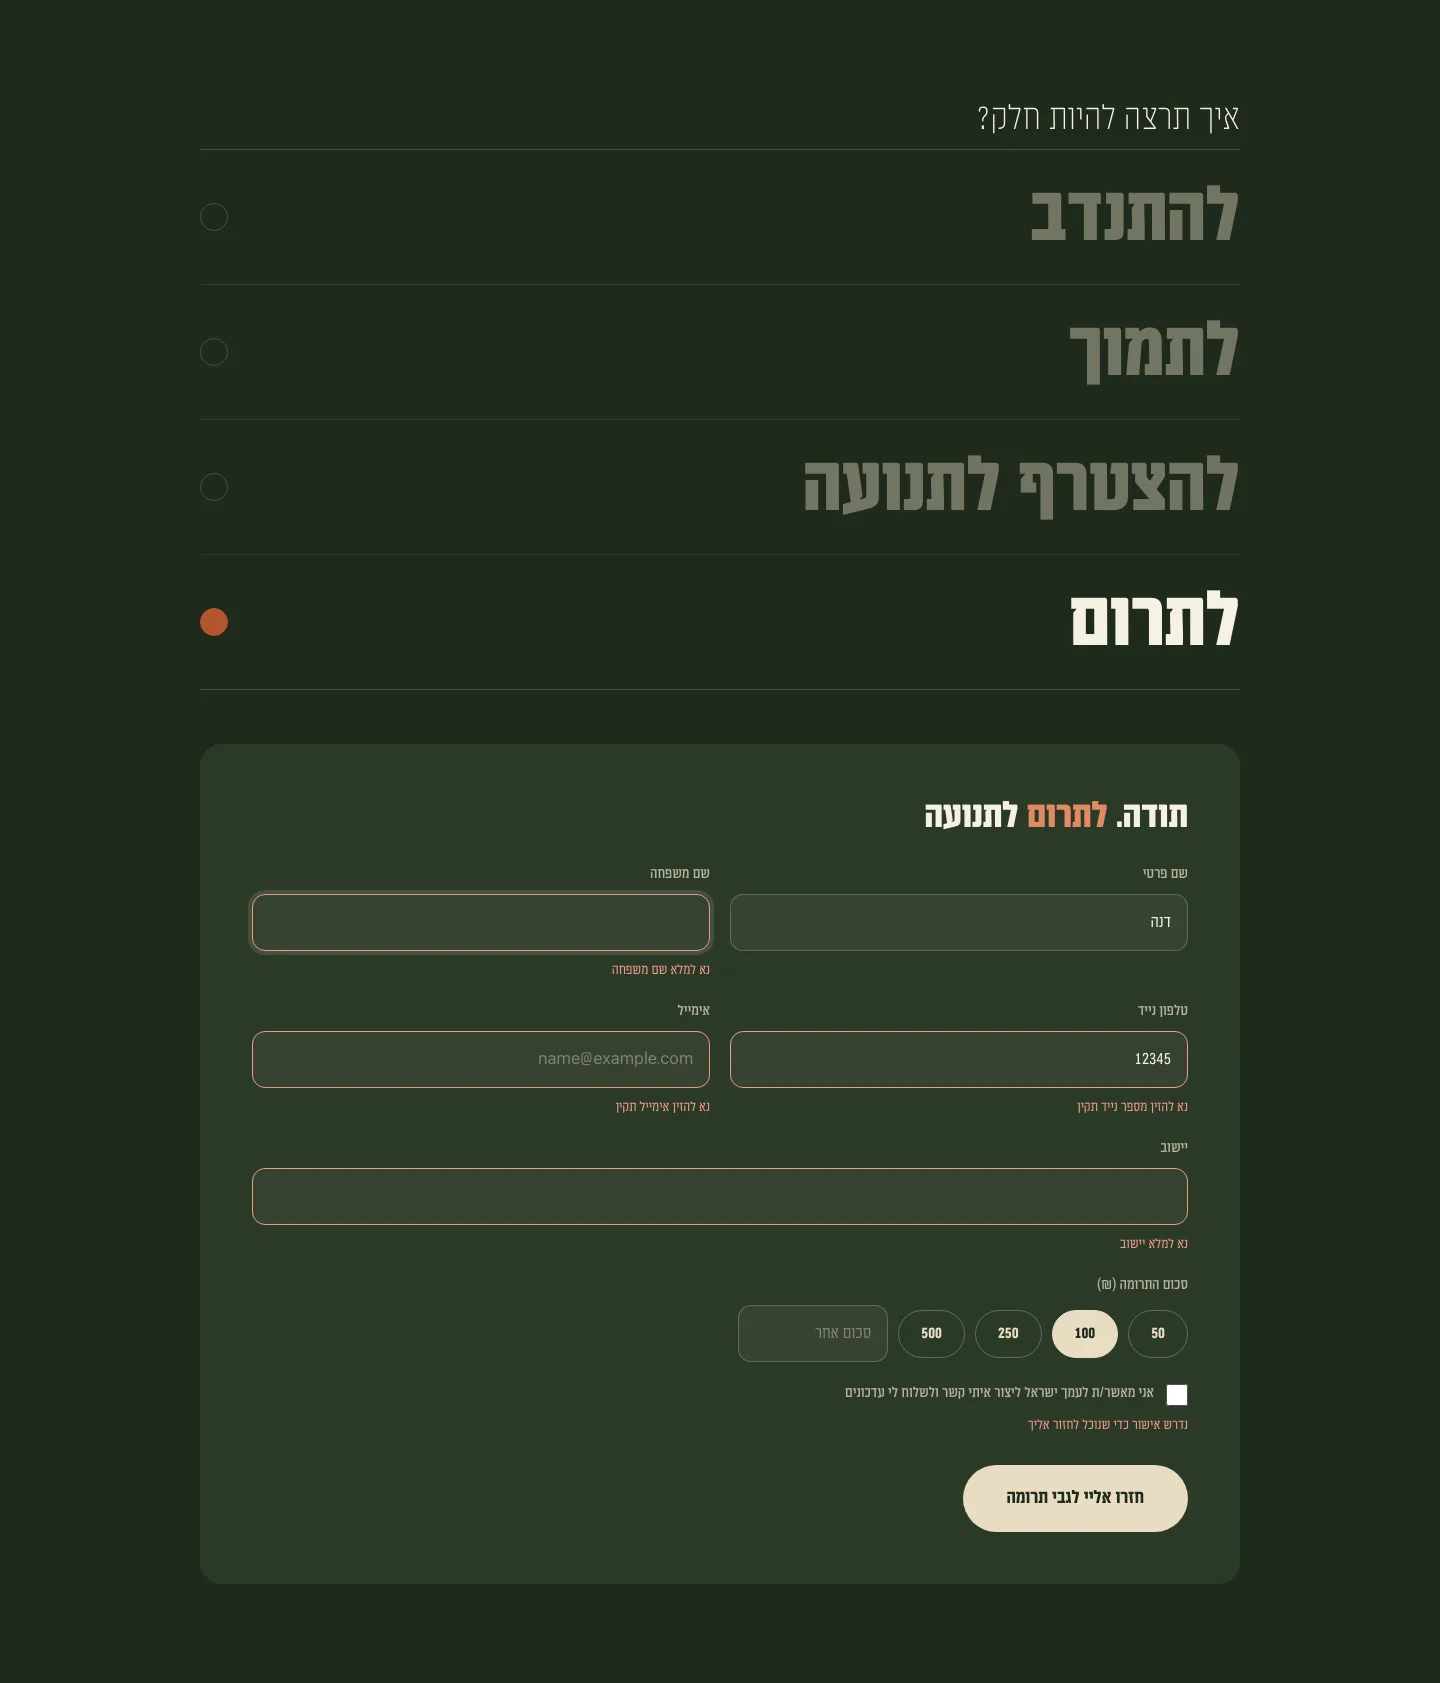 איך תרצה להיות חלק?
להתנדב
לתמוך
להצטרף לתנועה
לתרום
תודה. לתרום לתנועה
שם פרטי
שם משפחה
דנה
נא למלא שם משפחה
טלפון נייד
אימייל
12345
name@example.com
נא להזין מספר נייד תקין
נא להזין אימייל תקין
יישוב
נא למלא יישוב
סכום התרומה (₪)
50
100
250
500
סכום אחר
אני מאשר/ת לעמך ישראל ליצור איתי קשר ולשלוח לי עדכונים
נדרש אישור כדי שנוכל לחזור אליך
חזרו אליי לגבי תרומה